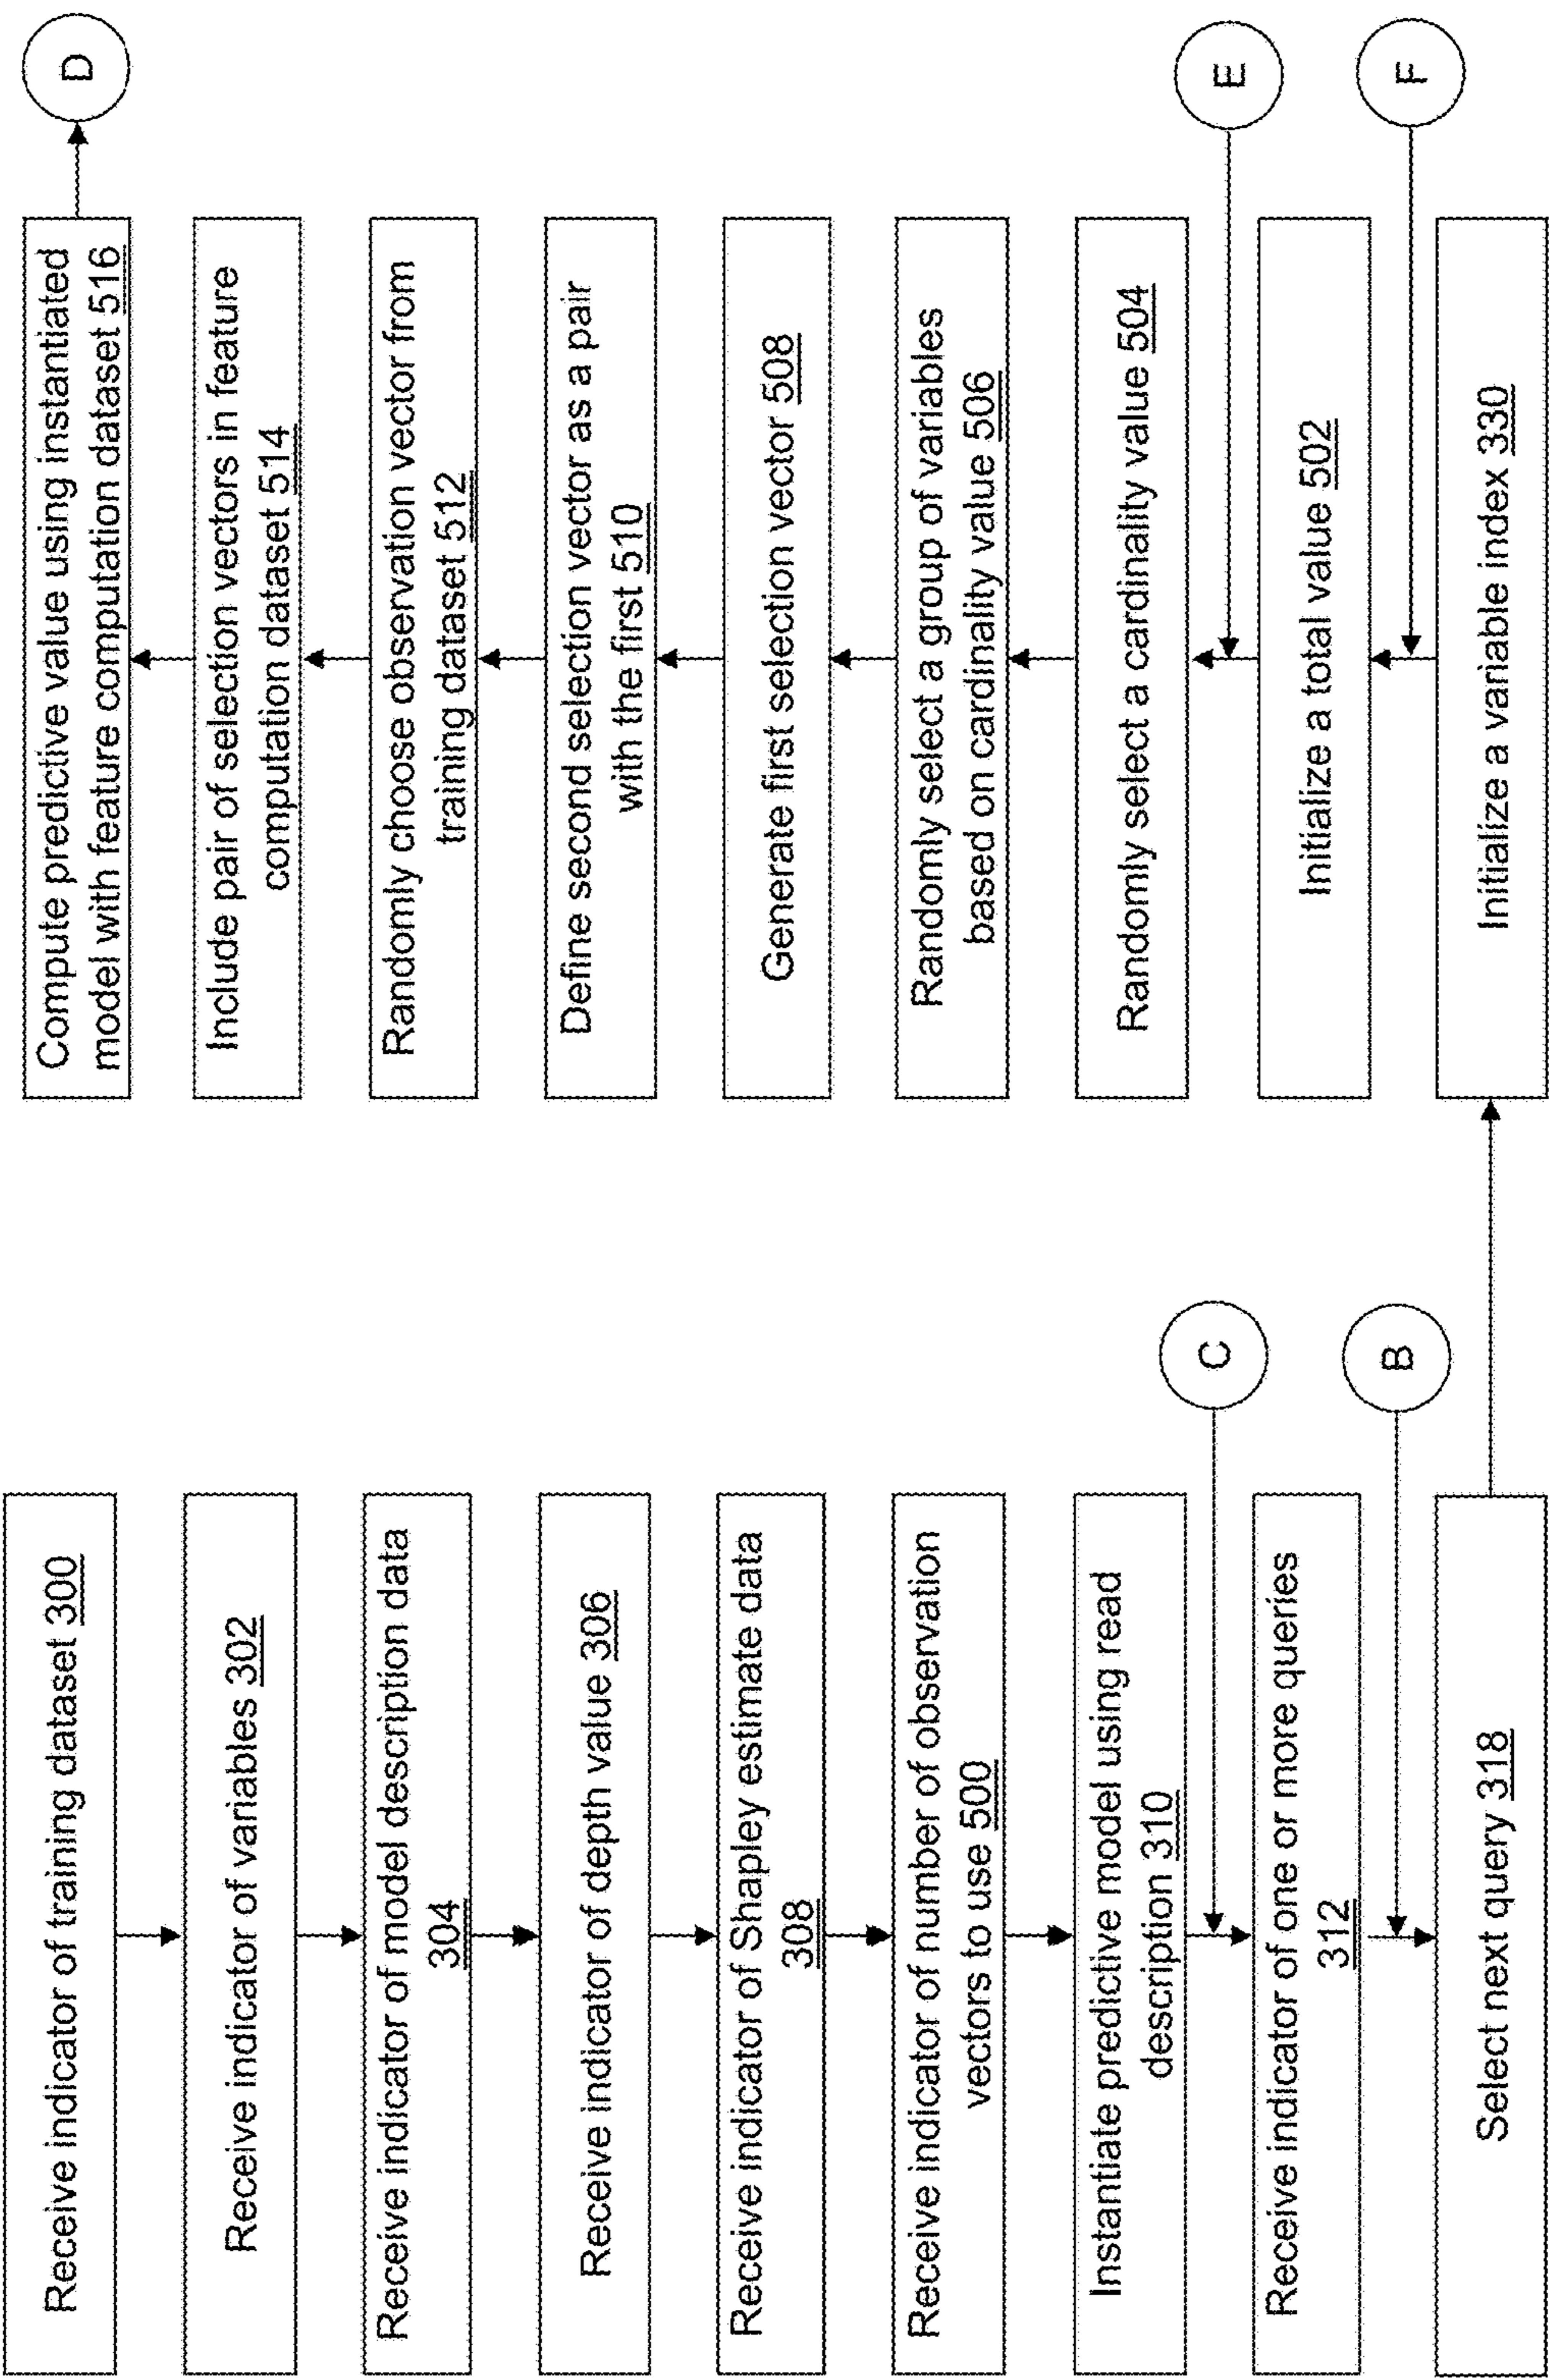 Receive indicator of training dataset 300
Receive indicator of variables 302
Receive indicator of model description data
304
Receive indicator of depth value 306
Receive indicator of Shapley estimate data
308
Receive indicator of number of observation
vectors to use 500
Instantiate predictive model using read
description 310
C
Receive indicator of one or more queries
312
B
Select next query 318
Initialize a variable index 330
F
Initialize a total value 502
E
Randomly select a cardinality value 504
Randomly select a group of variables
based on cardinality value 506
Generate first selection vector 508
Define second selection vector as a pair
with the first 510
Randomly choose observation vector from
training dataset 512
Include pair of selection vectors in feature
computation dataset 514
Compute predictive value using instantiated
model with feature computation dataset 516
D